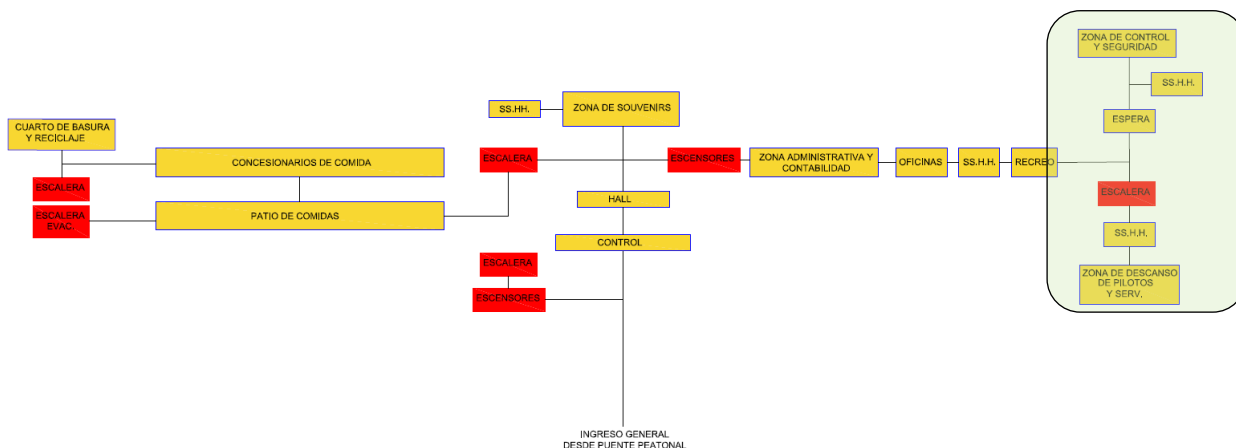 ZONA DE CONTROL
Y SEGURIDAD
SS.H.H.
ESPERA
ESCALERA
SS.H.H.
ZONA DE DESCANSO
DE PILOTOS
Y SERV.
SS.HH.
ZONA DE SOUVENIRS
CUARTO DE BASURA
Y RECICLAJE
CONCESIONARIOS DE COMIDA
ESCALERA
ESCENSORES
ZONA ADMINISTRATIVA Y
CONTABILIDAD
OFICINAS
SS.H.H.
RECREO
ESCALERA
ESCALERA
EVAC.
PATIO DE COMIDAS
HALL
CONTROL
ESCALERA
ESCENSORES
INGRESO GENERAL
DESDE PUENTE PEATONAL